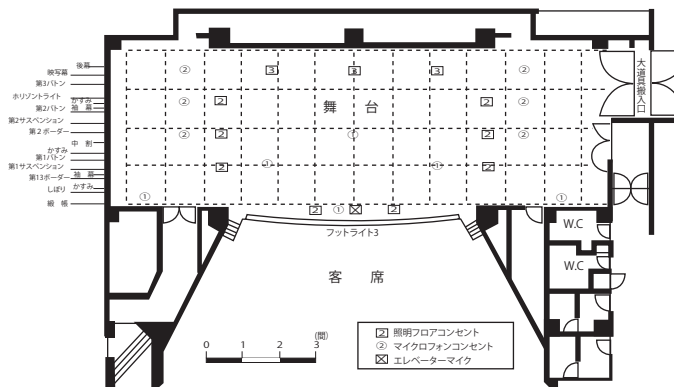 後幕
映写幕
第3バトン
ホリゾントライト
かすみ
袖 幕
第2バトン
第2サスペンション
第2ボーダー
中 割
かすみ
第1バトン
第1サスペンション
袖 幕
第13ボーダー
かすみ
しぼり
緞 帳
② ②
3 3 3
② ②
2 2
舞 台
② ②
2 ① 2
① ①
2 2
① ①
2 ① 2
フットライト3
大道具搬入口
W.C
W.C
客 席
(間)
0 1 2 3
2 照明フロアコンセント
② マイクロフォンコンセント
エレベーターマイク